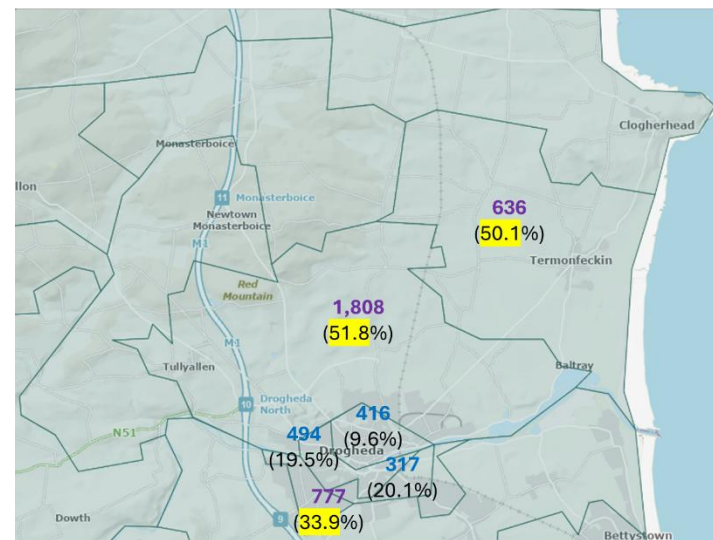 Clogherhead
Monasterboice
llon
11 Monasterboice
Newtown
Monasterboice
636
(50.1%)
M1
Termonfeckin
Red
Mountain
1,808
(51.8%)
M1
Tullyallen
Baltray
10 Drogheda
North
416
N51
494
(9.6%)
Drogheda
(19.5%)
317
(20.1%)
777
(33.9%)
9
Dowth
Bettystown